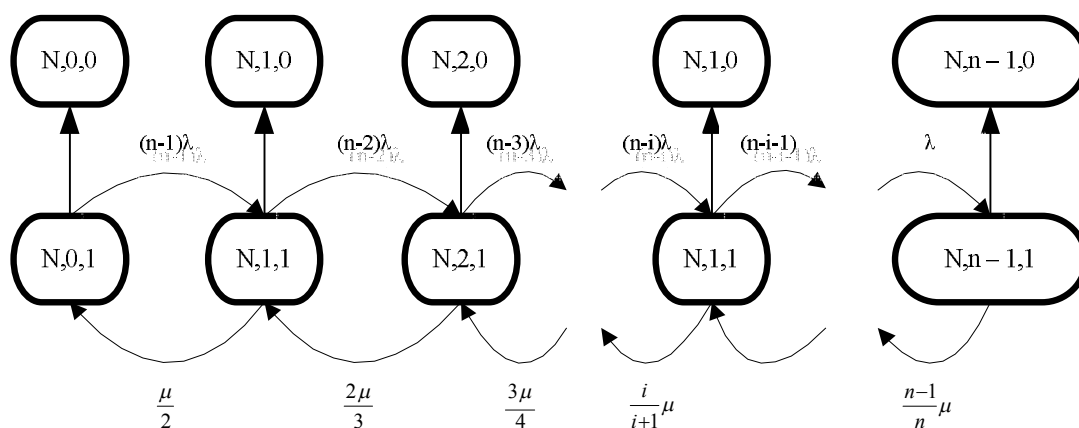 N,0,0 N,1,0 N,2,0 N,1,0 N,n – 1,0
(n-1)λ (n-2)λ (n-3)λ (n-i)λ (n-i-1) λ
N,0,1 N,1,1 N,2,1 N,1,1 N,n – 1,1
μ/2 2μ/3 3μ/4 i/i+1 μ n−1/n μ